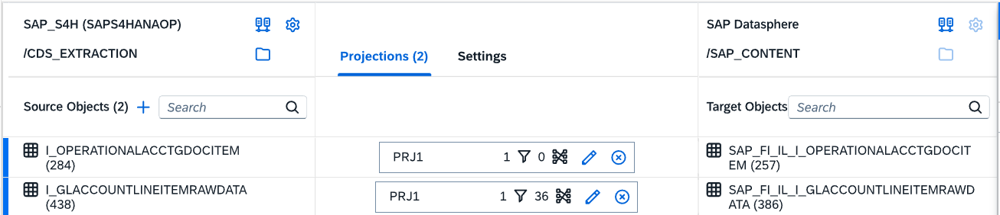 SAP_S4H (SAPS4HANAOP)
/CDS_EXTRACTION
Projections (2) Settings
SAP Datasphere
/SAP_CONTENT
Source Objects (2) Search
Target Objects Search
I_OPERATIONALACCTGDOCITEM
(284)
PRJ1 1 0
SAP_FI_IL_I_OPERATIONALACCTGDOCIT
EM (257)
I_GLACCOUNTLINEITEMRAWDATA
(438)
PRJ1 1 36
SAP_FI_IL_I_GLACCOUNTLINEITEMRAWD
ATA (386)